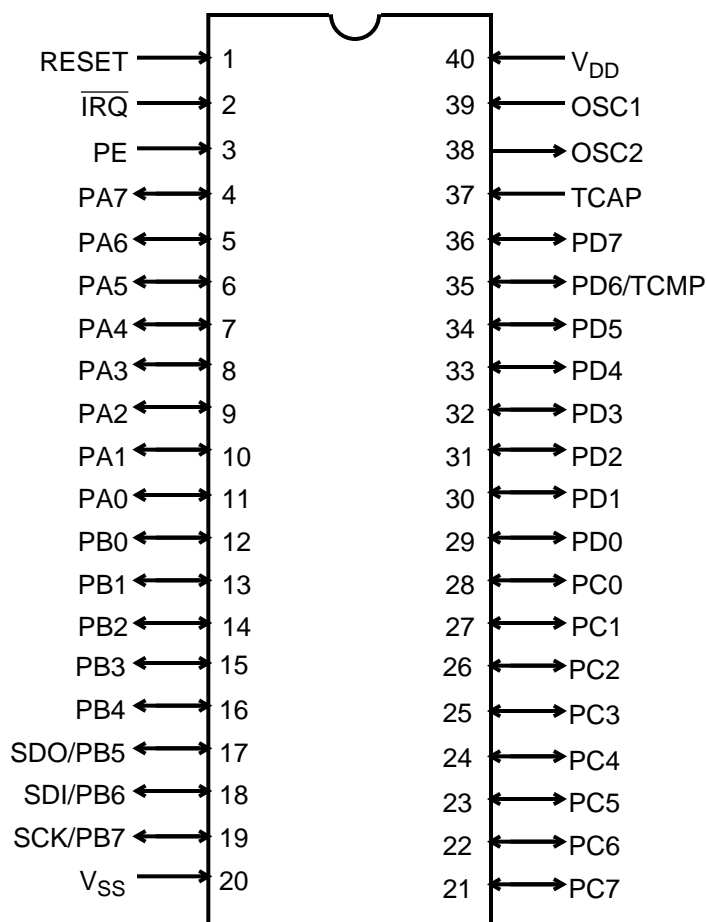 RESET 1 40 V_DD
I̅R̅Q̅ 2 39 OSC1
PE 3 38 OSC2
PA7 4 37 TCAP
PA6 5 36 PD7
PA5 6 35 PD6/TCMP
PA4 7 34 PD5
PA3 8 33 PD4
PA2 9 32 PD3
PA1 10 31 PD2
PA0 11 30 PD1
PB0 12 29 PD0
PB1 13 28 PC0
PB2 14 27 PC1
PB3 15 26 PC2
PB4 16 25 PC3
SDO/PB5 17 24 PC4
SDI/PB6 18 23 PC5
SCK/PB7 19 22 PC6
V_SS 20 21 PC7